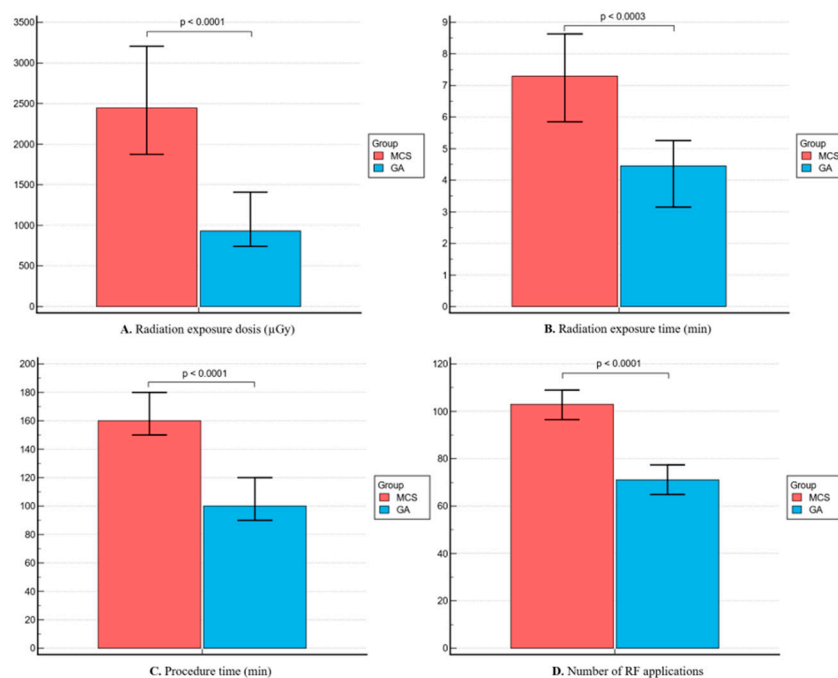 p < 0.0001
3500
3000
2500
2000
1500
1000
500
0
Group
MCS
GA
A. Radiation exposure dosis (µGy)
p < 0.0003
9
8
7
6
5
4
3
2
1
0
Group
MCS
GA
B. Radiation exposure time (min)
p < 0.0001
200
180
160
140
120
100
80
60
40
20
0
Group
MCS
GA
C. Procedure time (min)
p < 0.0001
120
100
80
60
40
20
0
Group
MCS
GA
D. Number of RF applications